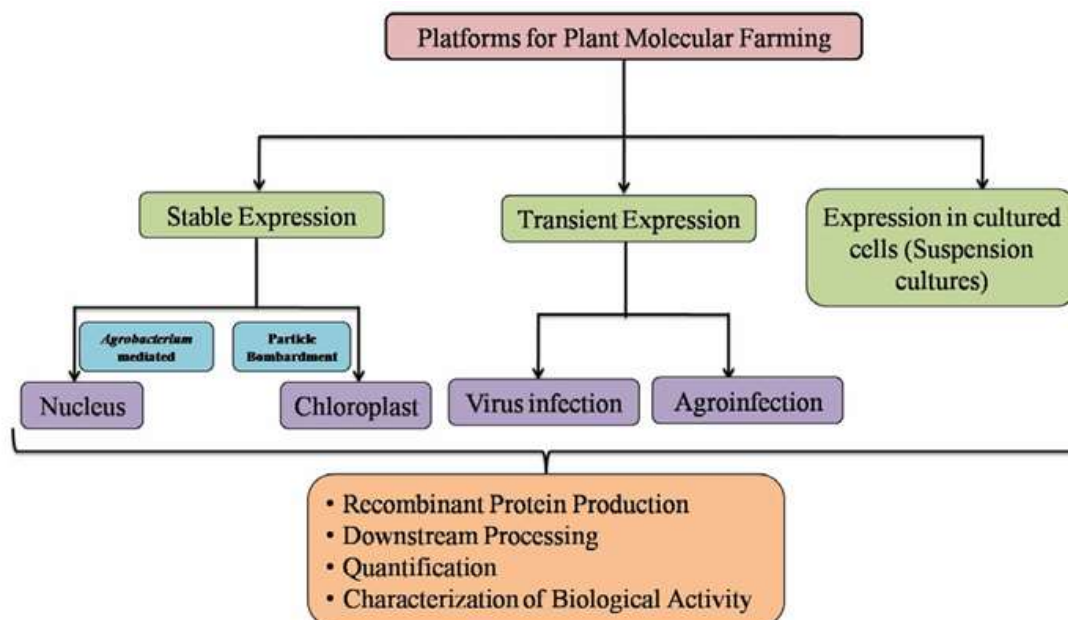 Platforms for Plant Molecular Farming
Stable Expression
Transient Expression
Expression in cultured
cells (Suspension
cultures)
Agrobacterium
mediated
Particle
Bombardment
Nucleus
Chloroplast
Virus infection
Agroinfection
• Recombinant Protein Production
• Downstream Processing
• Quantification
• Characterization of Biological Activity